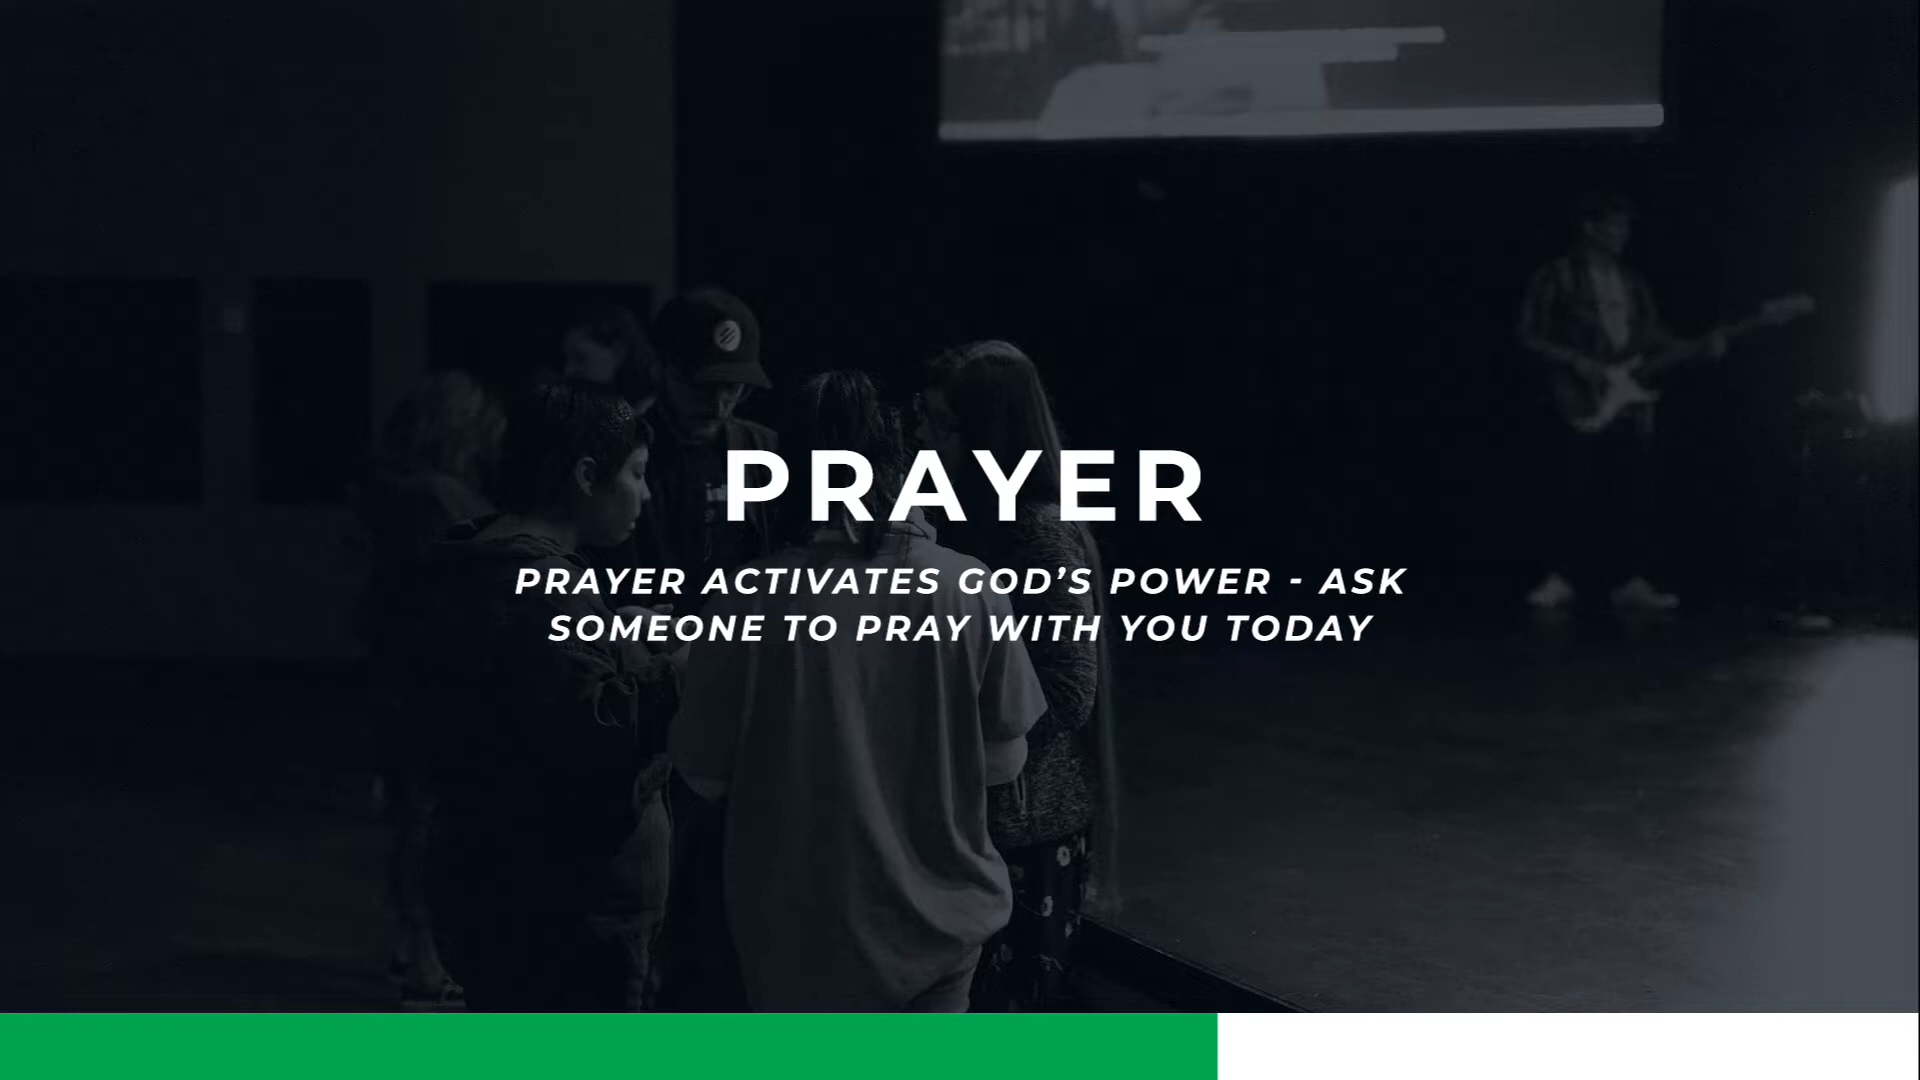 PRAYER
PRAYER ACTIVATES GOD’S POWER - ASK
SOMEONE TO PRAY WITH YOU TODAY